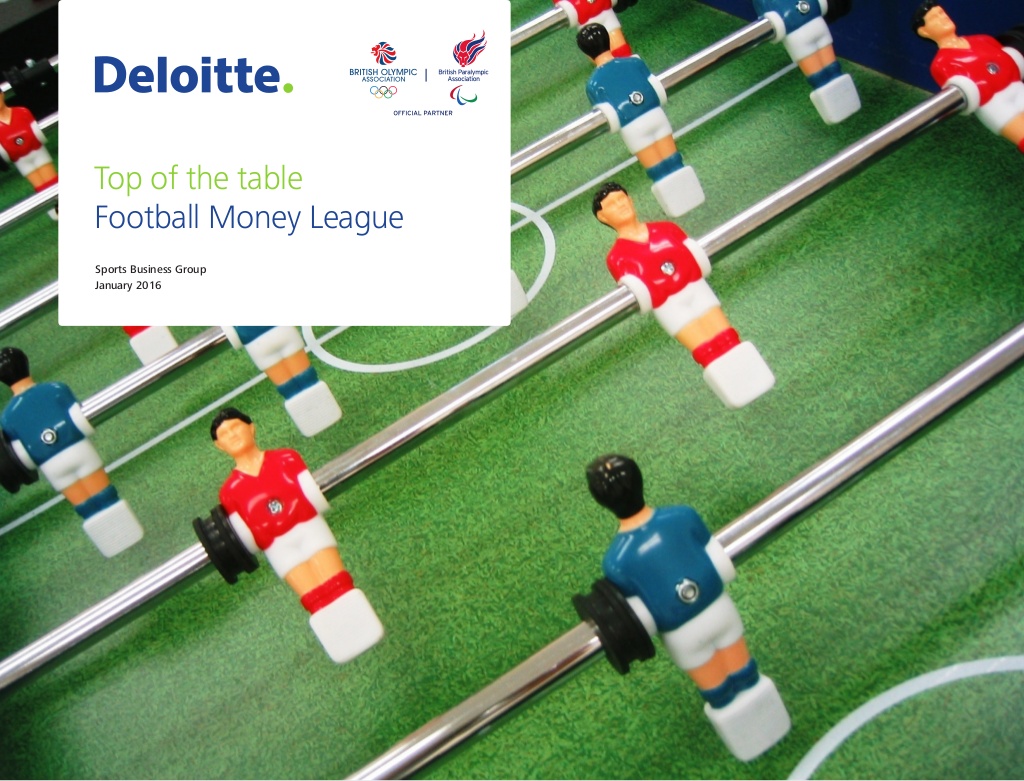 Deloitte.
BRITISH OLYMPIC
ASSOCIATION
British Paralympic
Association
OFFICIAL PARTNER
Top of the table
Football Money League
Sports Business Group
January 2016